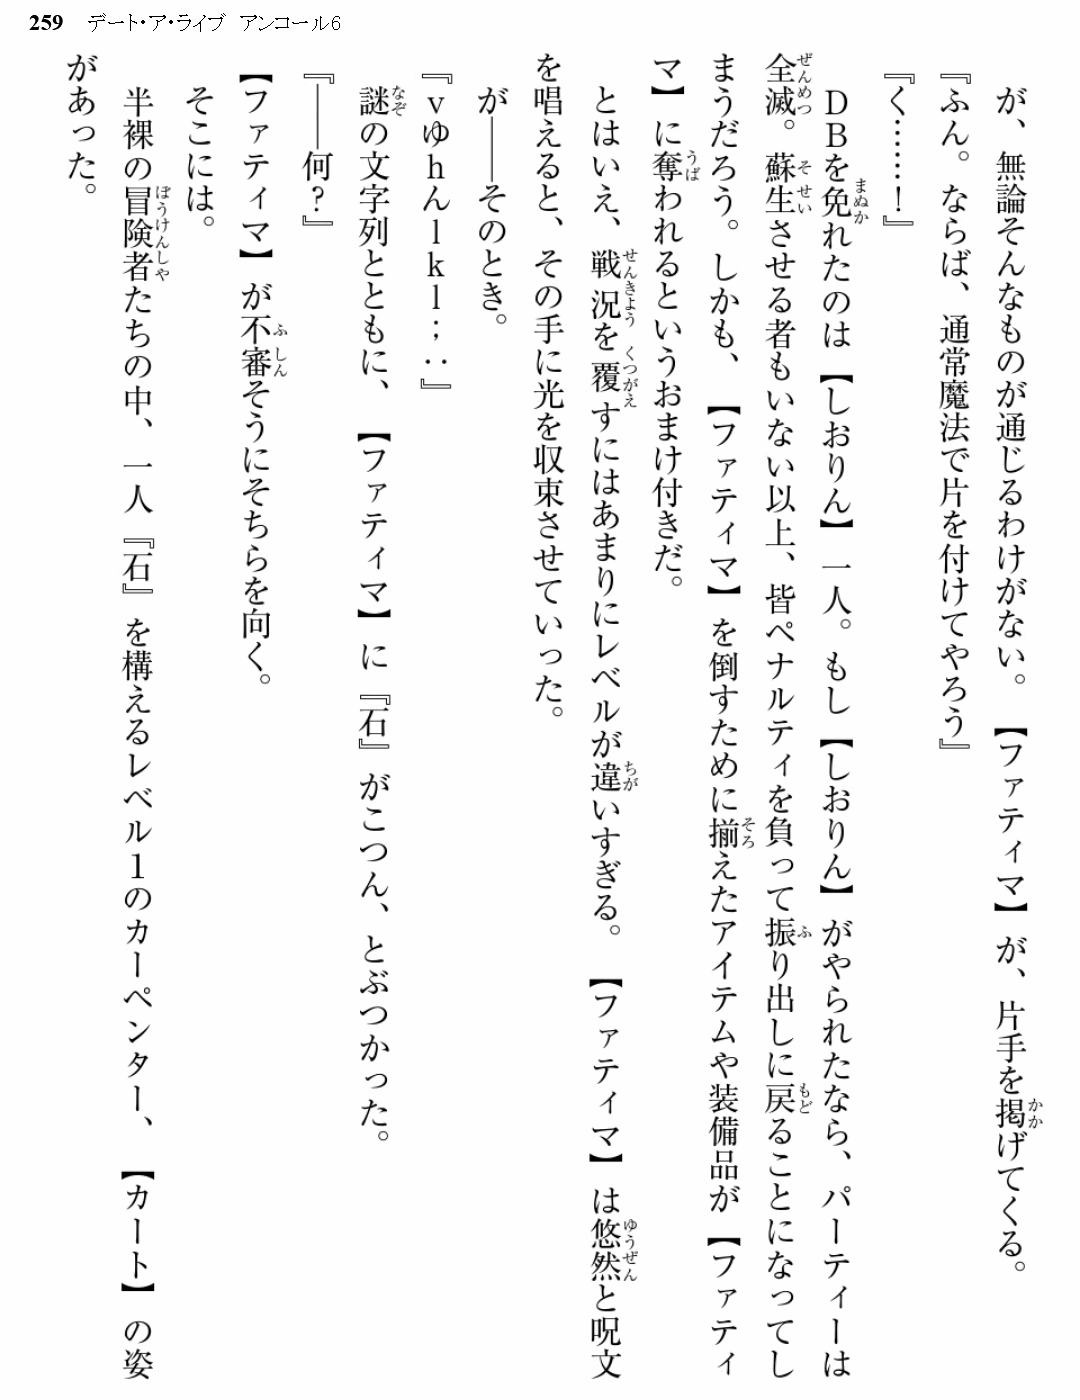 259 デート・ア・ライブ アンコール6
が、無論そんなものが通じるわけがない。【ファティマ】が、片手を掲げてくる。
『ふん。ならば、通常魔法で片を付けてやろう』
『く……！』
ＤＢを免れたのは【しおりん】一人。もし【しおりん】がやられたなら、パーティーは
全滅。蘇生させる者もいない以上、皆ペナルティを負って振り出しに戻ることになってし
まうだろう。しかも、【ファティマ】を倒すために揃えたアイテムや装備品が【ファティ
マ】に奪われるというおまけ付きだ。
とはいえ、戦況を覆すにはあまりにレベルが違いすぎる。【ファティマ】は悠然と呪文
を唱えると、その手に光を収束させていった。
が――そのとき。
『ｖゆｈんｌｋｌ；：』
謎の文字列とともに、【ファティマ】に『石』がこつん、とぶつかった。
『――何？』
【ファティマ】が不審そうにそちらを向く。
そこには。
半裸の冒険者たちの中、一人『石』を構えるレベル１のカーペンター、【カート】の姿
があった。